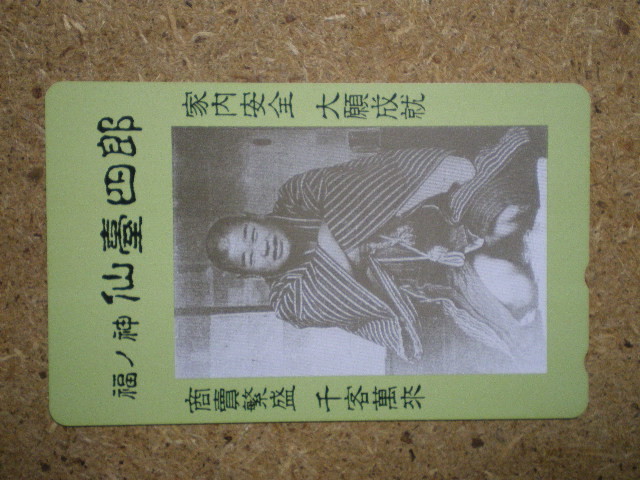 福ノ神 仙臺四郎
家内安全 大願成就
商賣繁盛 千客萬來